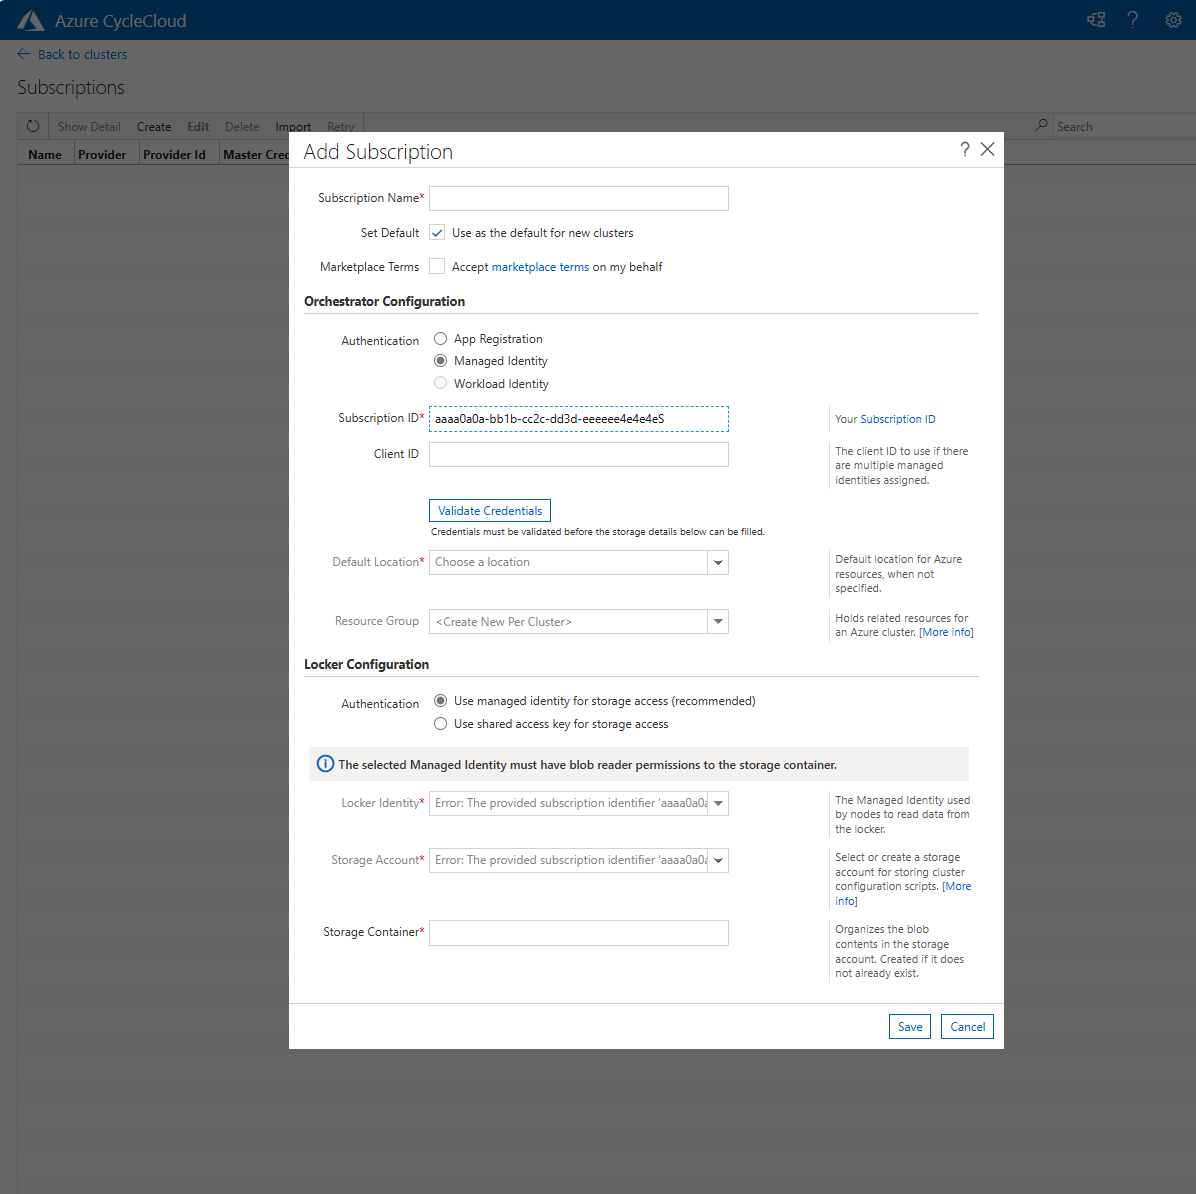 Azure CycleCloud
?
Back to clusters
Subscriptions
Show Detail Create Edit Delete Import Retry
Search
Name Provider Provider Id Master Cred
Add Subscription
?
Subscription Name*
Set Default Use as the default for new clusters
Marketplace Terms Accept marketplace terms on my behalf
Orchestrator Configuration
Authentication
App Registration
Managed Identity
Workload Identity
Subscription ID* aaaa0a0a-bb1b-cc2c-dd3d-eeeeee4e4e4eS
Your Subscription ID
Client ID
The client ID to use if there
are multiple managed
identities assigned.
Validate Credentials
Credentials must be validated before the storage details below can be filled.
Default Location* Choose a location
Default location for Azure
resources, when not
specified.
Resource Group <Create New Per Cluster>
Holds related resources for
an Azure cluster. [More info]
Locker Configuration
Authentication
Use managed identity for storage access (recommended)
Use shared access key for storage access
The selected Managed Identity must have blob reader permissions to the storage container.
Locker Identity* Error: The provided subscription identifier 'aaaa0a0a
The Managed Identity used
by nodes to read data from
the locker.
Storage Account* Error: The provided subscription identifier 'aaaa0a0a
Select or create a storage
account for storing cluster
configuration scripts. [More
info]
Storage Container*
Organizes the blob
contents in the storage
account. Created if it does
not already exist.
Save Cancel